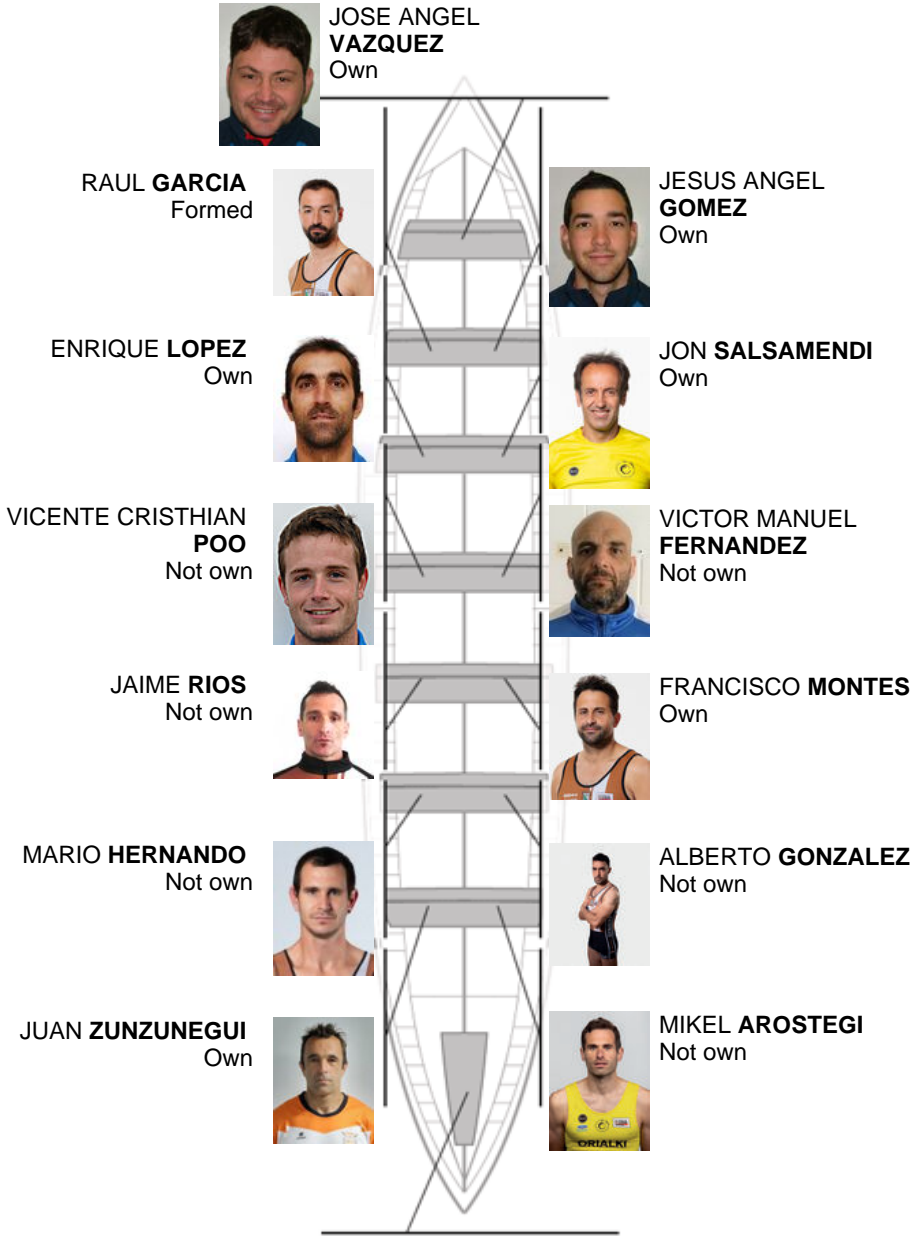 JOSE ANGEL
VAZQUEZ
Own
RAUL GARCIA
Formed
JESUS ANGEL
GOMEZ
Own
ENRIQUE LOPEZ
Own
JON SALSAMENDI
Own
VICENTE CRISTHIAN
POO
Not own
VICTOR MANUEL
FERNANDEZ
Not own
JAIME RIOS
Not own
FRANCISCO MONTES
Own
MARIO HERNANDO
Not own
ALBERTO GONZALEZ
Not own
JUAN ZUNZUNEGUI
Own
MIKEL AROSTEGI
Not own
ORIALKI